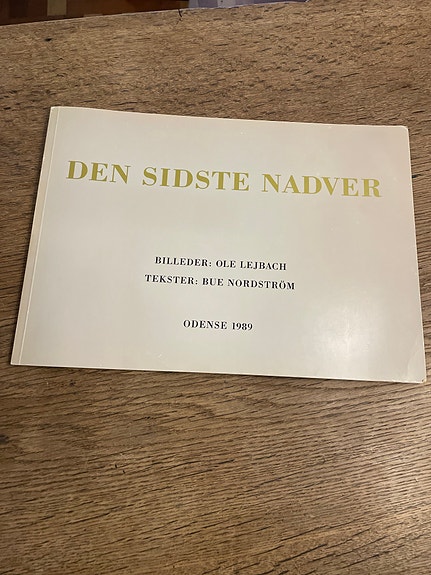 DEN SIDSTE NADVER
BILLEDER: OLE LEJBACH
TEKSTER: BUE NORDSTRÖM
ODENSE 1989